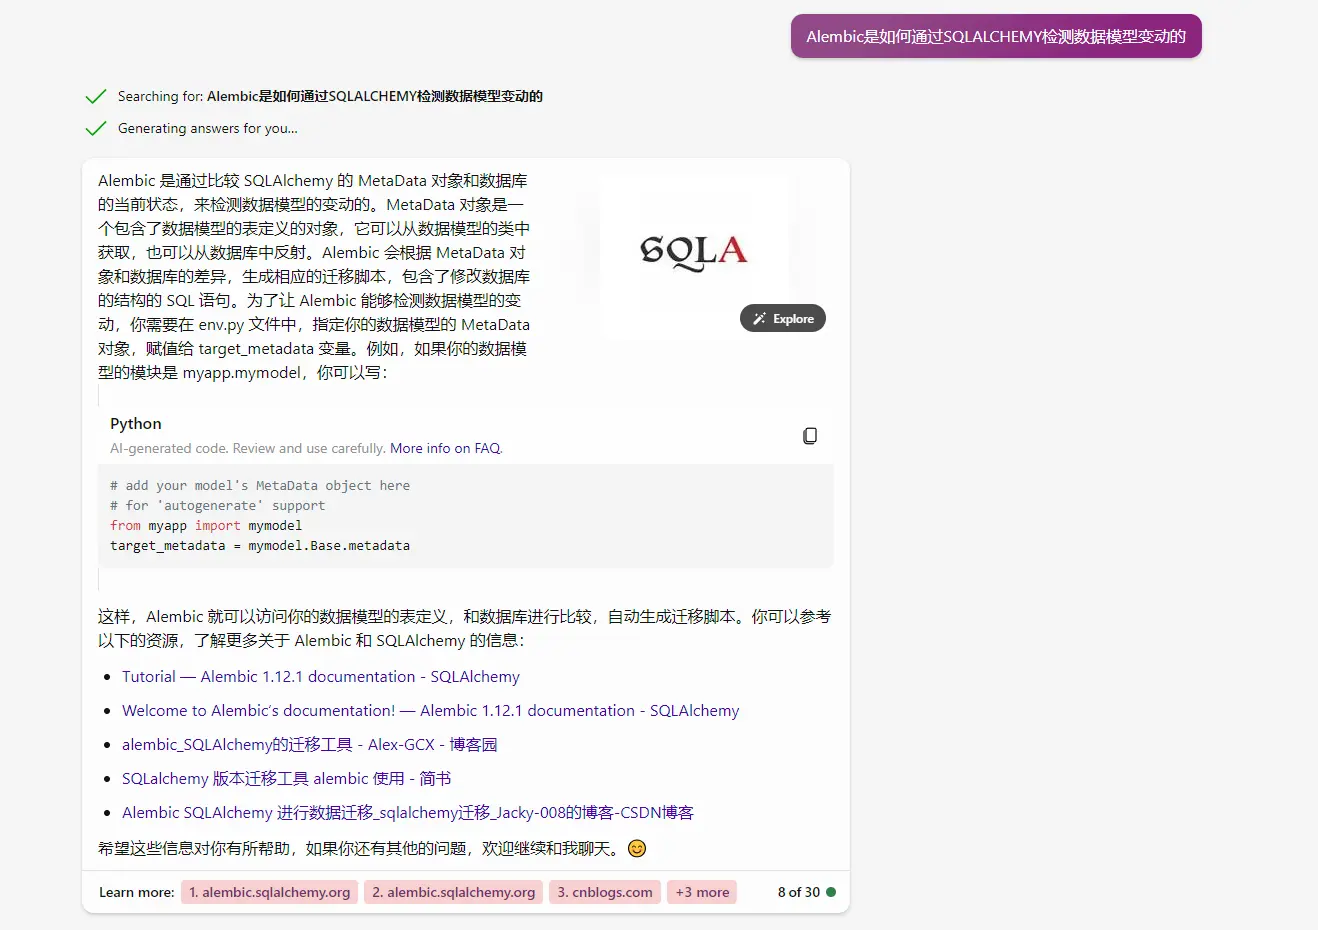 Alembic是如何通过SQLALCHEMY检测数据模型变动的
Searching for: Alembic是如何通过SQLALCHEMY检测数据模型变动的
Generating answers for you...
Alembic 是通过比较 SQLAlchemy 的 MetaData 对象和数据库
的当前状态，来检测数据模型的变动的。MetaData 对象是一
个包含了数据模型的表定义的对象，它可以从数据模型的类中
获取，也可以从数据库中反射。Alembic 会根据 MetaData 对
象和数据库的差异，生成相应的迁移脚本，包含了修改数据库
的结构的 SQL 语句。为了让 Alembic 能够检测数据模型的变
动，你需要在 env.py 文件中，指定你的数据模型的 MetaData
对象，赋值给 target_metadata 变量。例如，如果你的数据模
型的模块是 myapp.mymodel，你可以写：
SQLA
Explore
Python
AI-generated code. Review and use carefully. More info on FAQ.
# add your model's MetaData object here
# for 'autogenerate' support
from myapp import mymodel
target_metadata = mymodel.Base.metadata
这样，Alembic 就可以访问你的数据模型的表定义，和数据库进行比较，自动生成迁移脚本。你可以参考
以下的资源，了解更多关于 Alembic 和 SQLAlchemy 的信息：
• Tutorial — Alembic 1.12.1 documentation - SQLAlchemy
• Welcome to Alembic's documentation! — Alembic 1.12.1 documentation - SQLAlchemy
• alembic_SQLAlchemy的迁移工具 - Alex-GCX - 博客园
• SQLalchemy 版本迁移工具 alembic 使用 - 简书
• Alembic SQLAlchemy 进行数据迁移_sqlalchemy迁移_Jacky-008的博客-CSDN博客
希望这些信息对你有所帮助，如果你还有其他的问题，欢迎继续和我聊天。😊
Learn more: 1. alembic.sqlalchemy.org 2. alembic.sqlalchemy.org 3. cnblogs.com +3 more 8 of 30